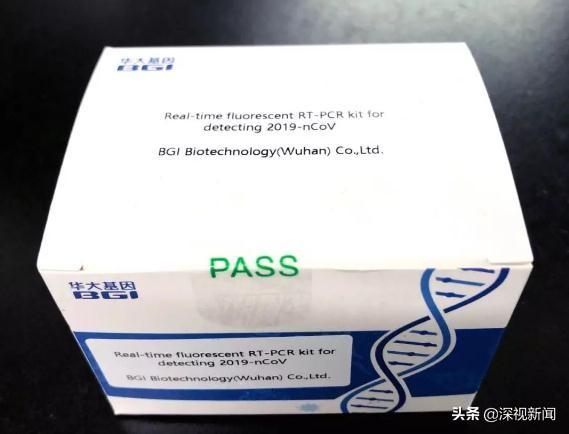 华大基因
BGI
Real-time fluorescent RT-PCR kit for
detecting 2019-nCoV
BGI Biotechnology(Wuhan) Co.,Ltd.
PASS
华大基因
BGI
Real-time fluorescent RT-PCR kit for
detecting 2019-nCoV
BGI Biotechnology(Wuhan) Co.,Ltd.
头条 @深视新闻